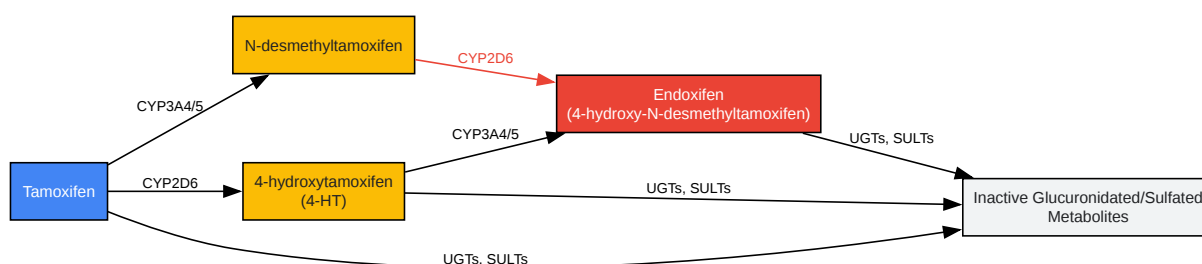 N-desmethyltamoxifen
CYP2D6
CYP3A4/5
Endoxifen
(4-hydroxy-N-desmethyltamoxifen)
CYP3A4/5
UGTs, SULTs
Tamoxifen
CYP2D6
4-hydroxytamoxifen
(4-HT)
UGTs, SULTs
Inactive Glucuronidated/Sulfated
Metabolites
UGTs, SULTs